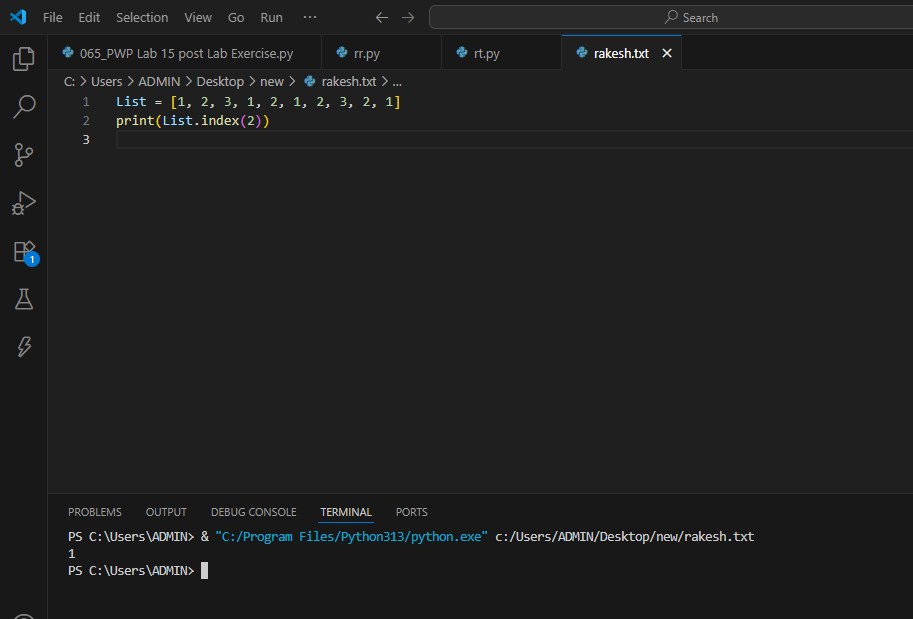 File Edit Selection View Go Run ··· Search
065_PWP Lab 15 post Lab Exercise.py rr.py rt.py rakesh.txt
C: > Users > ADMIN > Desktop > new > rakesh.txt > ...
1 List = [1, 2, 3, 1, 2, 1, 2, 3, 2, 1]
2 print(List.index(2))
3
1
PROBLEMS OUTPUT DEBUG CONSOLE TERMINAL PORTS
PS C:\Users\ADMIN> & "C:/Program Files/Python313/python.exe" c:/Users/ADMIN/Desktop/new/rakesh.txt
1
PS C:\Users\ADMIN>